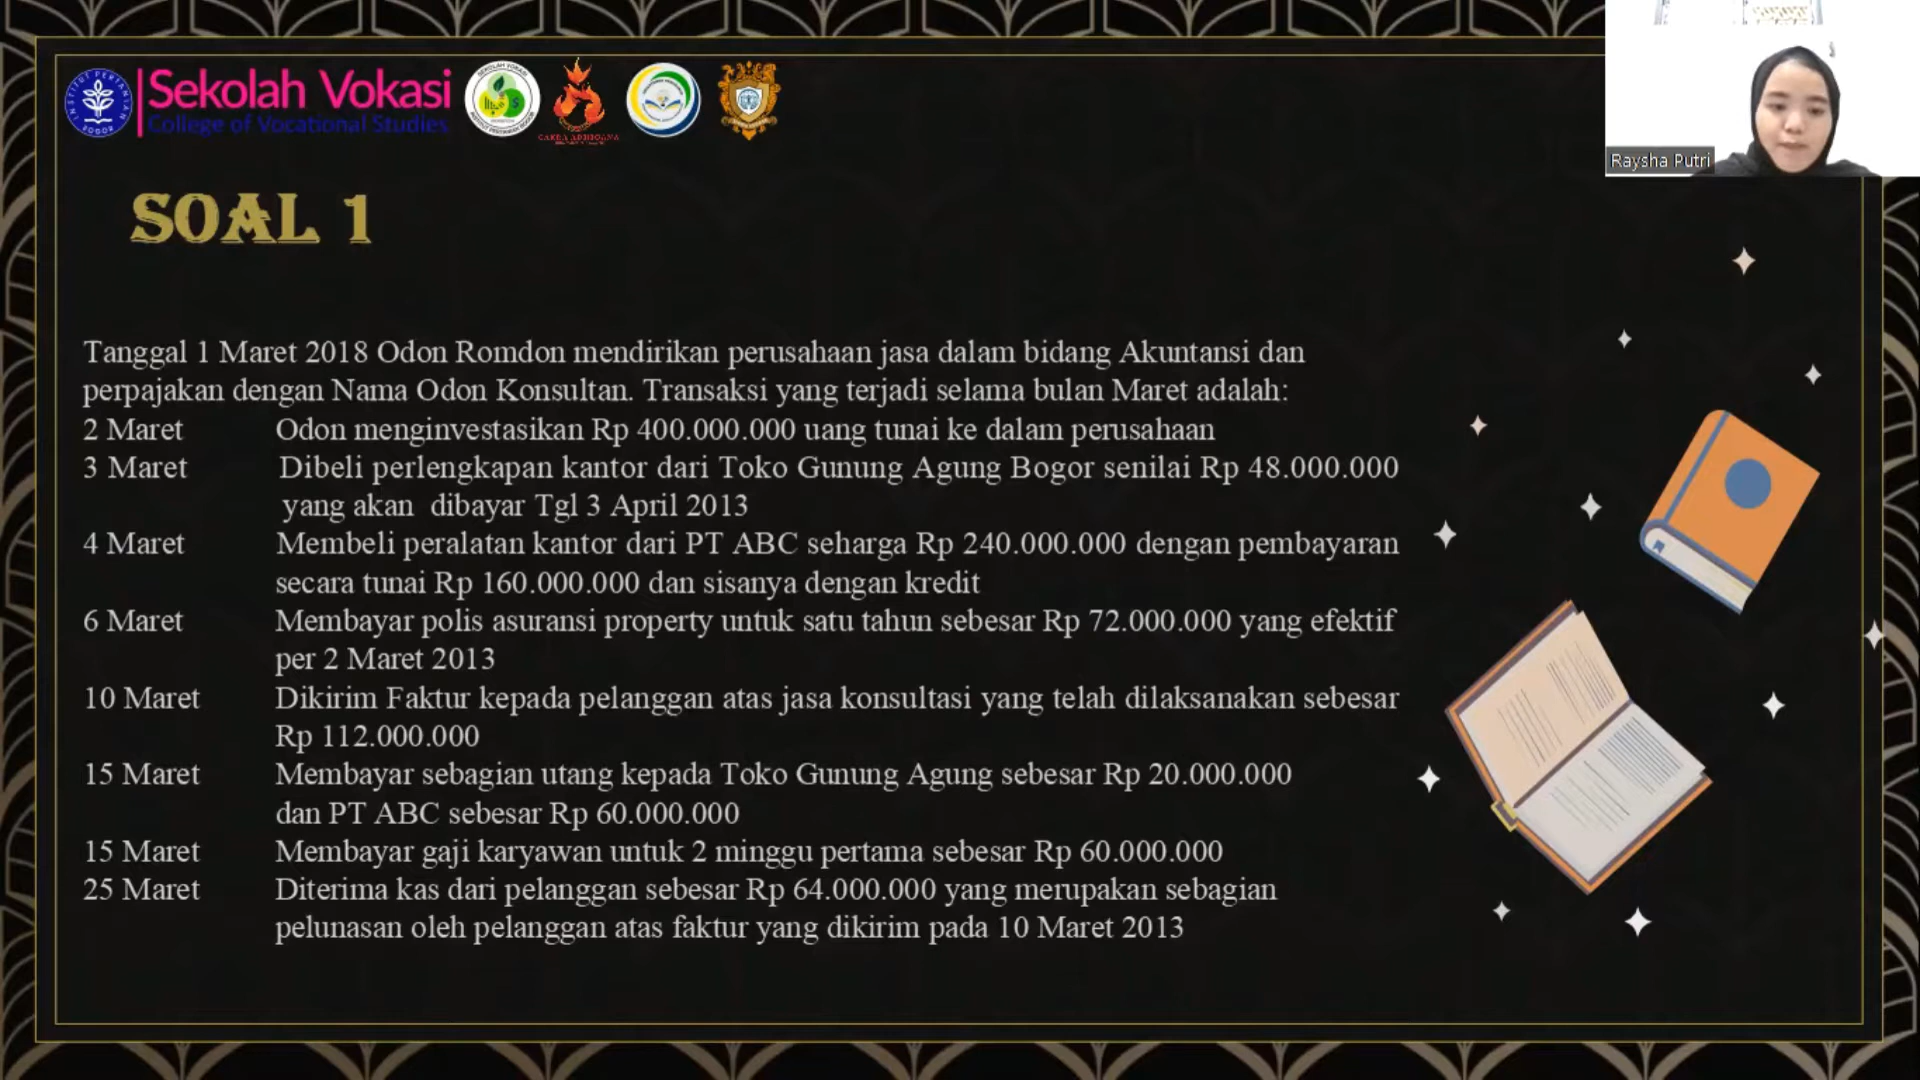 Sekolah Vokasi
College of Vocational Studies
Raysha Putri
SOAL 1
Tanggal 1 Maret 2018 Odon Romdon mendirikan perusahaan jasa dalam bidang Akuntansi dan
perpajakan dengan Nama Odon Konsultan. Transaksi yang terjadi selama bulan Maret adalah:
2 Maret Odon menginvestasikan Rp 400.000.000 uang tunai ke dalam perusahaan
3 Maret Dibeli perlengkapan kantor dari Toko Gunung Agung Bogor senilai Rp 48.000.000
yang akan dibayar Tgl 3 April 2013
4 Maret Membeli peralatan kantor dari PT ABC seharga Rp 240.000.000 dengan pembayaran
secara tunai Rp 160.000.000 dan sisanya dengan kredit
6 Maret Membayar polis asuransi property untuk satu tahun sebesar Rp 72.000.000 yang efektif
per 2 Maret 2013
10 Maret Dikirim Faktur kepada pelanggan atas jasa konsultasi yang telah dilaksanakan sebesar
Rp 112.000.000
15 Maret Membayar sebagian utang kepada Toko Gunung Agung sebesar Rp 20.000.000
dan PT ABC sebesar Rp 60.000.000
15 Maret Membayar gaji karyawan untuk 2 minggu pertama sebesar Rp 60.000.000
25 Maret Diterima kas dari pelanggan sebesar Rp 64.000.000 yang merupakan sebagian
pelunasan oleh pelanggan atas faktur yang dikirim pada 10 Maret 2013